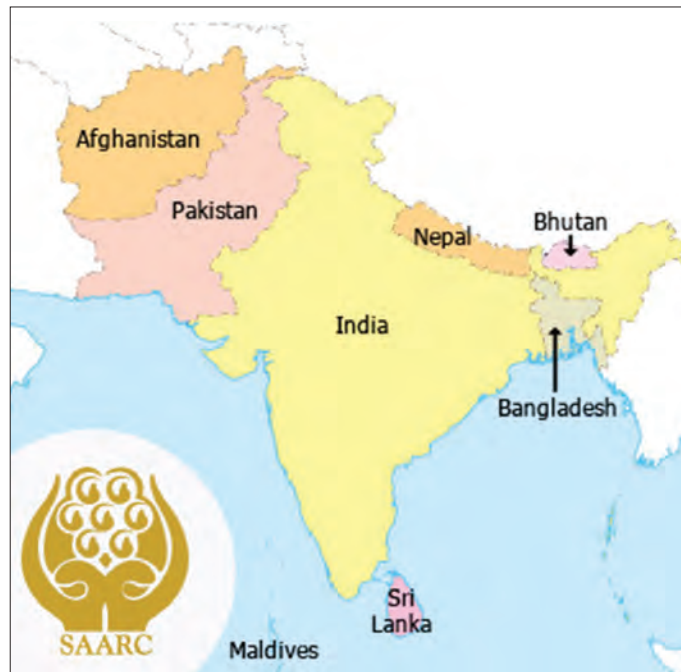 Afghanistan
Pakistan
Nepal
Bhutan
India
Bangladesh
SAARC
Sri
Lanka
Maldives